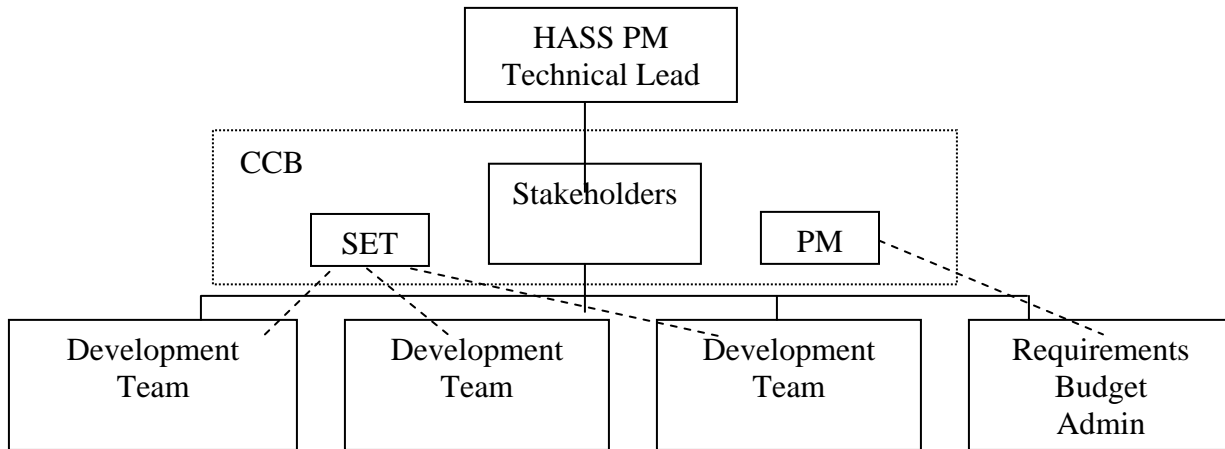 HASS PM
Technical Lead
CCB
Stakeholders
SET
PM
Development
Team
Development
Team
Development
Team
Requirements
Budget
Admin